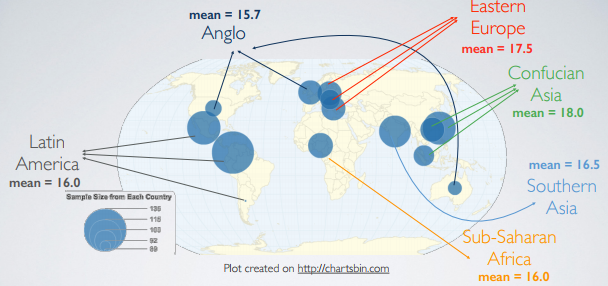 Eastern
Europe
mean = 17.5
mean = 15.7
Anglo
Confucian
Asia
mean = 18.0
Latin
America
mean = 16.0
mean = 16.5
Southern
Asia
Sample Size from Each Country
135
115
103
92
89
Sub-Saharan
Africa
mean = 16.0
Plot created on http://chartsbin.com